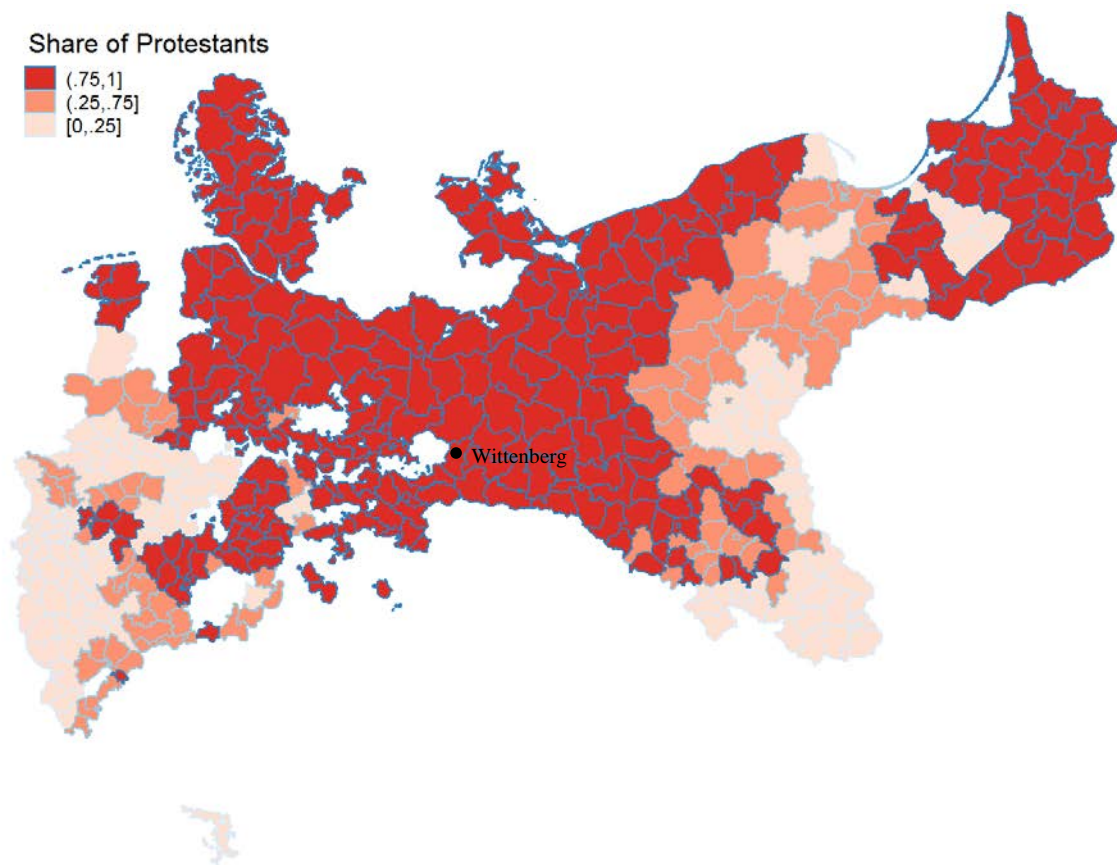 Share of Protestants
(.75,1]
(.25,.75]
[0,.25]
Wittenberg